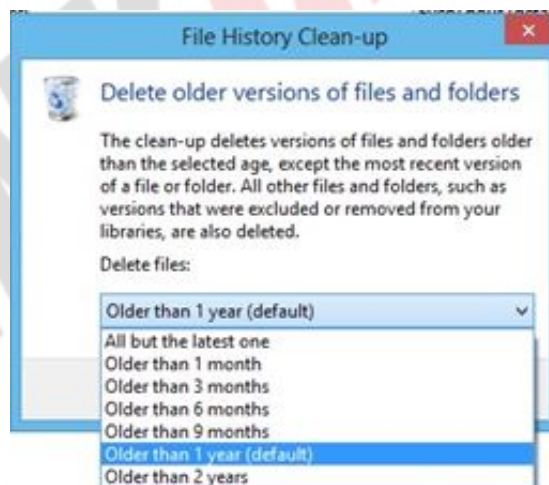 File History Clean-up
Delete older versions of files and folders
The clean-up deletes versions of files and folders older
than the selected age, except the most recent version
of a file or folder. All other files and folders, such as
versions that were excluded or removed from your
libraries, are also deleted.
Delete files:
Older than 1 year (default)
All but the latest one
Older than 1 month
Older than 3 months
Older than 6 months
Older than 9 months
Older than 1 year (default)
Older than 2 years